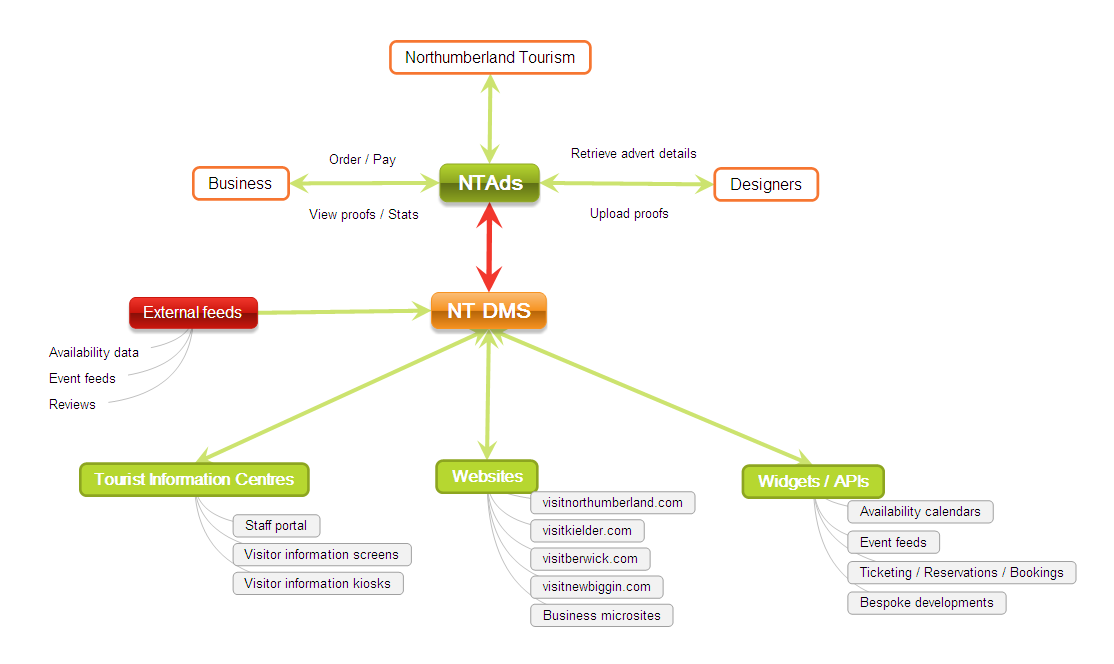 Northumberland Tourism
Order / Pay
Retrieve advert details
Business
NTAds
Designers
View proofs / Stats
Upload proofs
External feeds
NT DMS
Availability data
Event feeds
Reviews
Tourist Information Centres
Staff portal
Visitor information screens
Visitor information kiosks
Websites
visitnorthumberland.com
visitkielder.com
visitberwick.com
visitnewbiggin.com
Business microsites
Widgets / APIs
Availability calendars
Event feeds
Ticketing / Reservations / Bookings
Bespoke developments